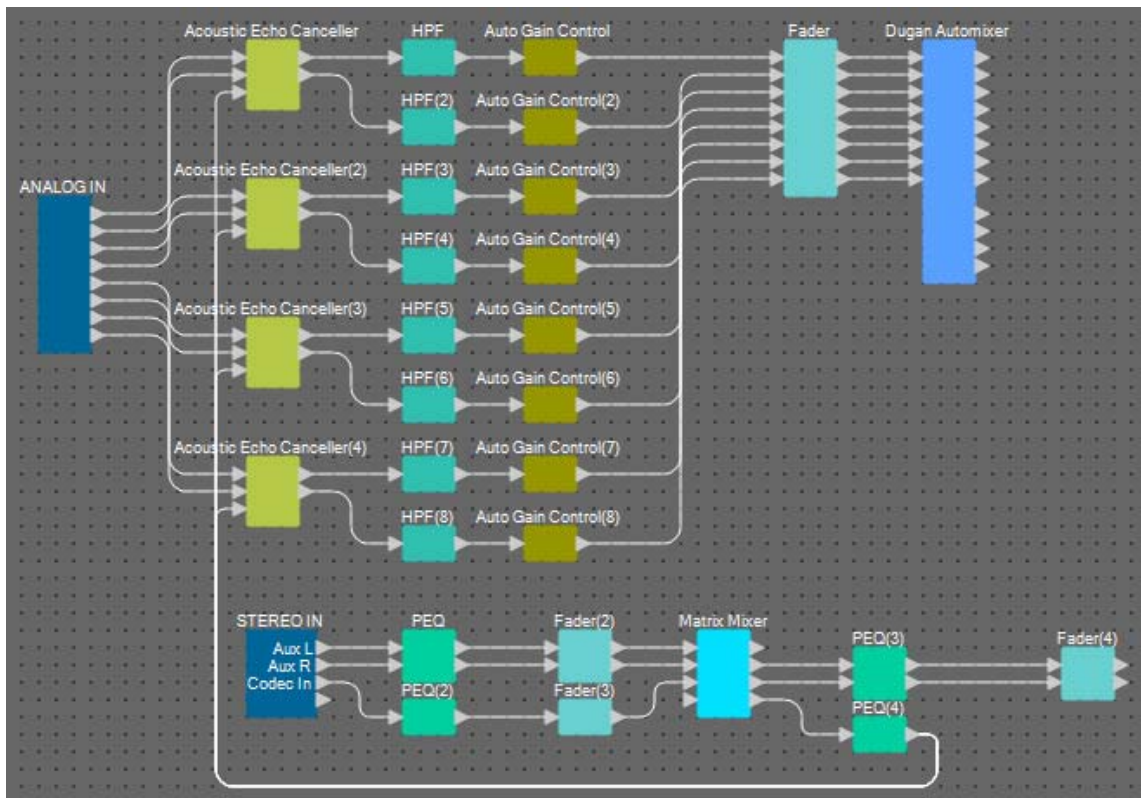 Acoustic Echo Canceller HPF Auto Gain Control Fader Dugan Automixer
HPF(2) Auto Gain Control(2)
Acoustic Echo Canceller(2) HPF(3) Auto Gain Control(3)
ANALOG IN
HPF(4) Auto Gain Control(4)
Acoustic Echo Canceller(3) HPF(5) Auto Gain Control(5)
HPF(6) Auto Gain Control(6)
Acoustic Echo Canceller(4) HPF(7) Auto Gain Control(7)
HPF(8) Auto Gain Control(8)
STEREO IN PEQ Fader(2) Matrix Mixer
PEQ(3) Fader(4)
Aux L
Aux R
Codec In
PEQ(2) Fader(3)
PEQ(4)